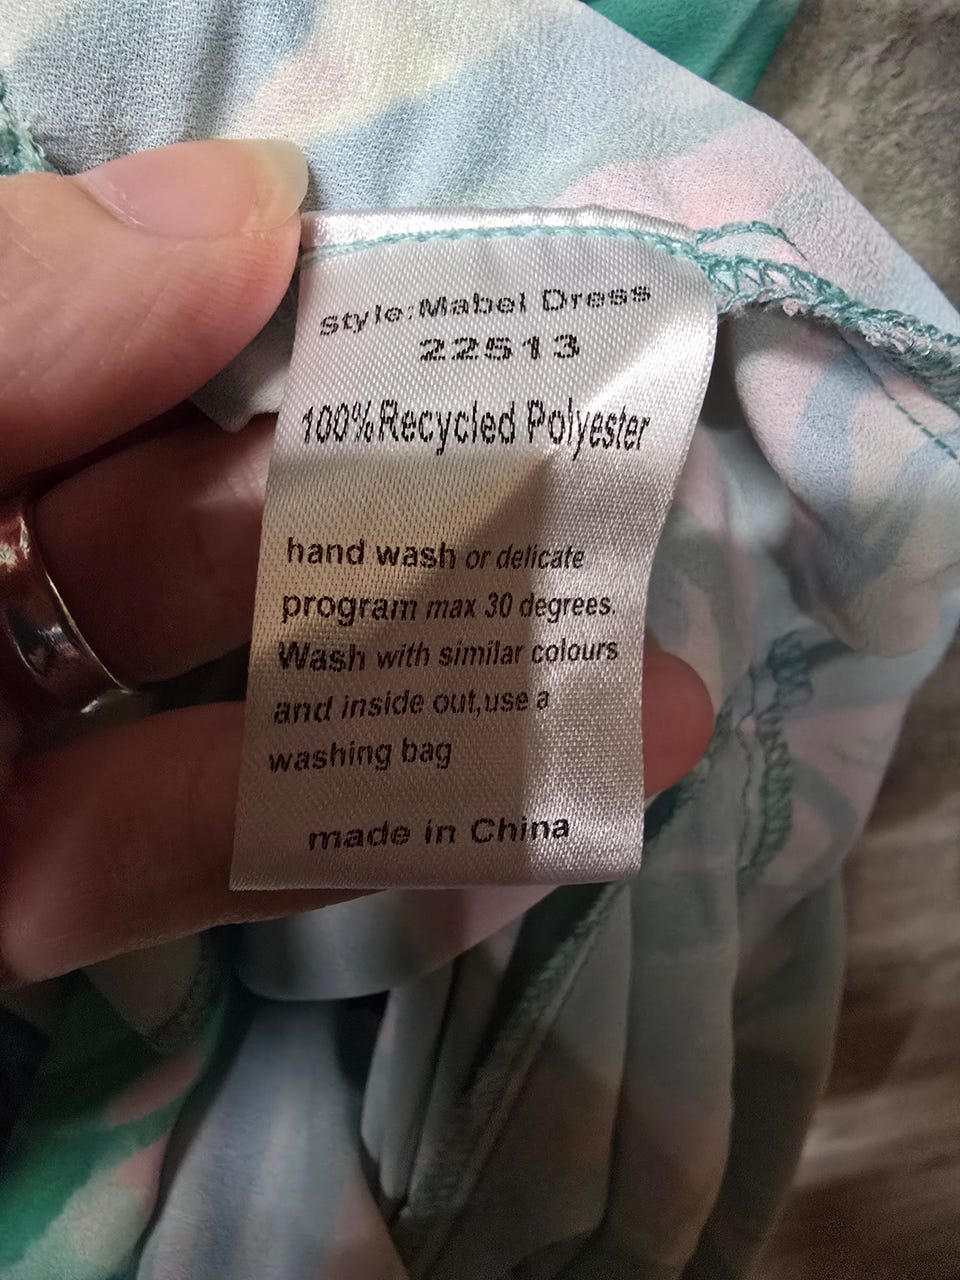 Style:Mabel Dress
22513
100%Recycled Polyester
hand wash or delicate
program max 30 degrees.
Wash with similar colours
and inside out,use a
washing bag
made in China